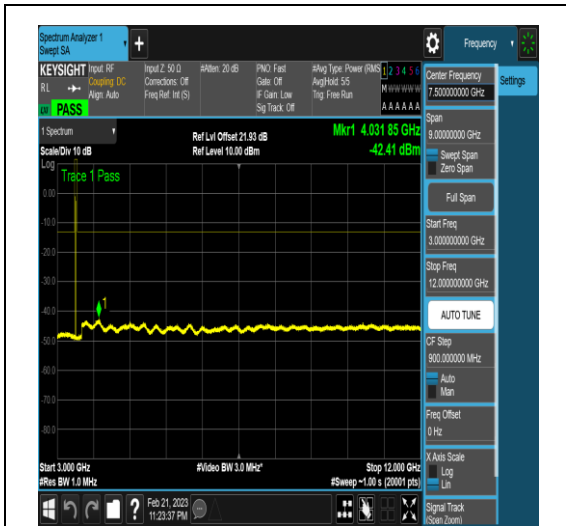 Spectrum Analyzer 1
Swept SA
+
Frequency
KEYSIGHT
RL
PASS
Input: RF
Coupling: DC
Align: Auto
Input Z: 50 Ω
Corrections: Off
Freq Ref: Int (S)
#Atten: 20 dB
PNO: Fast
Gate: Off
IF Gain: Low
Sig Track: Off
#Avg Type: Power (RMS
Avg|Hold: 5/5
Trig: Free Run
1 2 3 4 5 6
M W W W W W
A A A A A A
1 Spectrum
Scale/Div 10 dB
Log
Ref Lvl Offset 21.93 dB
Ref Level 10.00 dBm
Mkr1 4.031 85 GHz
-42.41 dBm
Trace 1 Pass
0.00
-10.0
-20.0
-30.0
1
-40.0
-50.0
-60.0
-70.0
-80.0
Start 3.000 GHz
#Res BW 1.0 MHz
#Video BW 3.0 MHz*
Stop 12.000 GHz
#Sweep ~1.00 s (20001 pts)
Feb 21, 2023
11:23:37 PM
?
Center Frequency
7.500000000 GHz
Span
9.00000000 GHz
Swept Span
Zero Span
Full Span
Start Freq
3.000000000 GHz
Stop Freq
12.000000000 GHz
AUTO TUNE
CF Step
900.000000 MHz
Auto
Man
Freq Offset
0 Hz
X Axis Scale
Log
Lin
Signal Track
(Span Zoom)
Settings